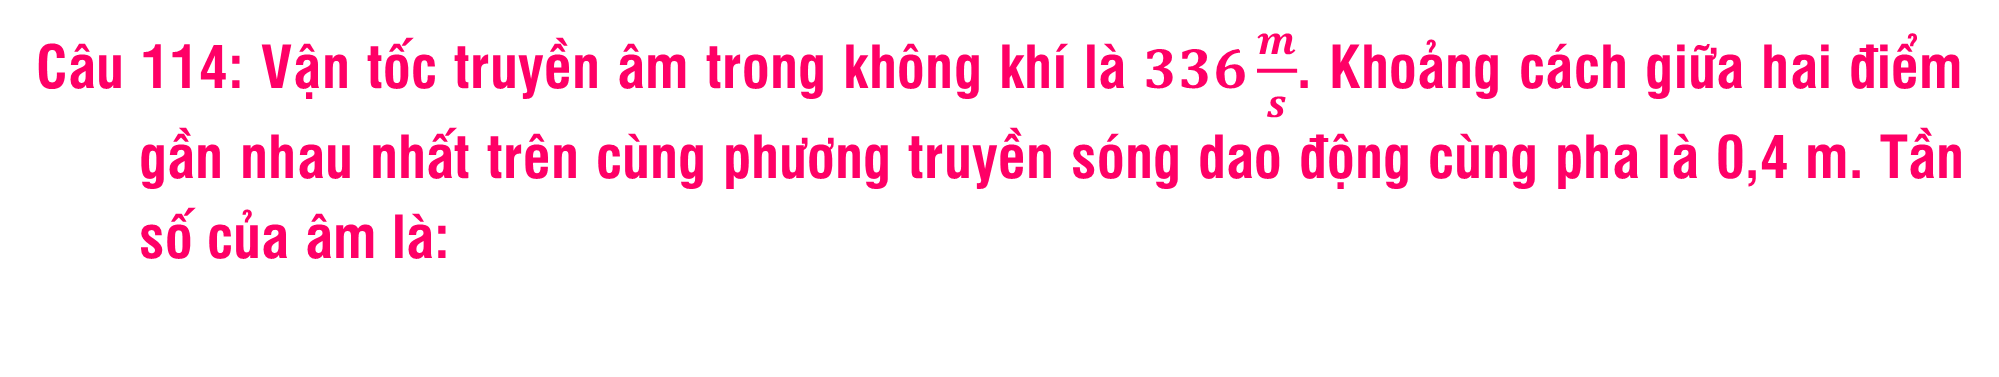 Câu 114: Vận tốc truyền âm trong không khí là 336 m/s. Khoảng cách giữa hai điểm
gần nhau nhất trên cùng phương truyền sóng dao động cùng pha là 0,4 m. Tần
số của âm là: